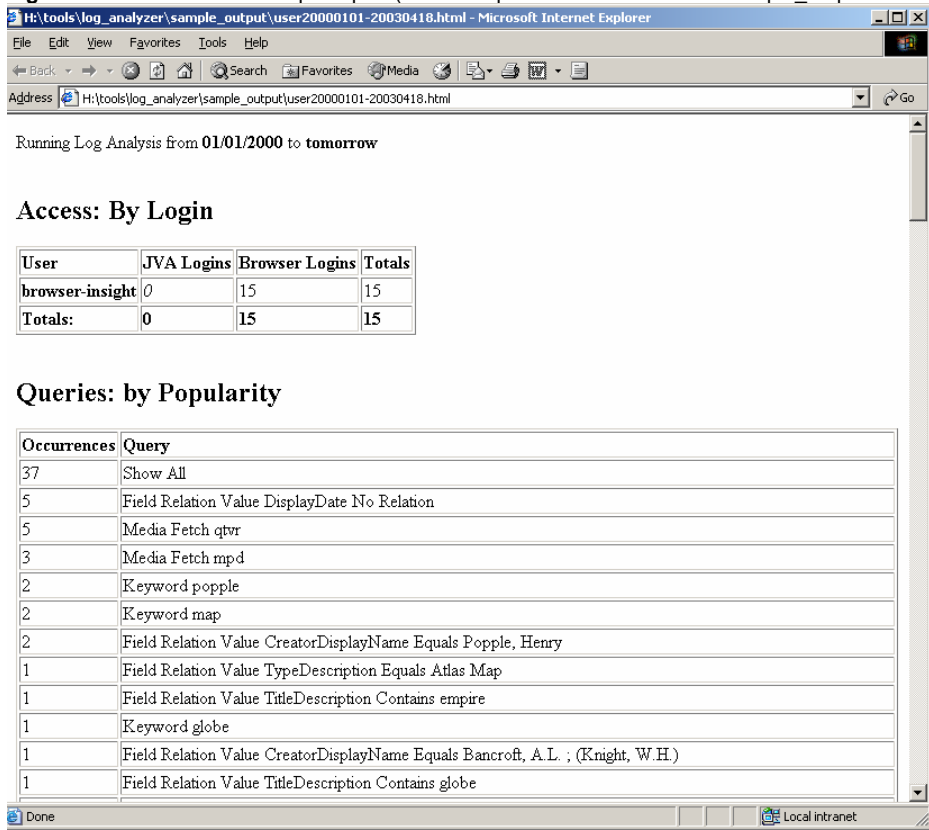 H:\tools\log_analyzer\sample_output\user20000101-20030418.html - Microsoft Internet Explorer
File Edit View Favorites Tools Help
Back Search Favorites Media
Address H:\tools\log_analyzer\sample_output\user20000101-20030418.html Go
Running Log Analysis from 01/01/2000 to tomorrow
Access: By Login
User JVA Logins Browser Logins Totals
browser-insight 0 15 15
Totals: 0 15 15
Queries: by Popularity
Occurrences Query
37 Show All
5 Field Relation Value DisplayDate No Relation
5 Media Fetch qtvr
3 Media Fetch mpd
2 Keyword popple
2 Keyword map
2 Field Relation Value CreatorDisplayName Equals Popple, Henry
1 Field Relation Value TypeDescription Equals Atlas Map
1 Field Relation Value TitleDescription Contains empire
1 Keyword globe
1 Field Relation Value CreatorDisplayName Equals Bancroft, A.L. ; (Knight, W.H.)
1 Field Relation Value TitleDescription Contains globe
Done Local intranet